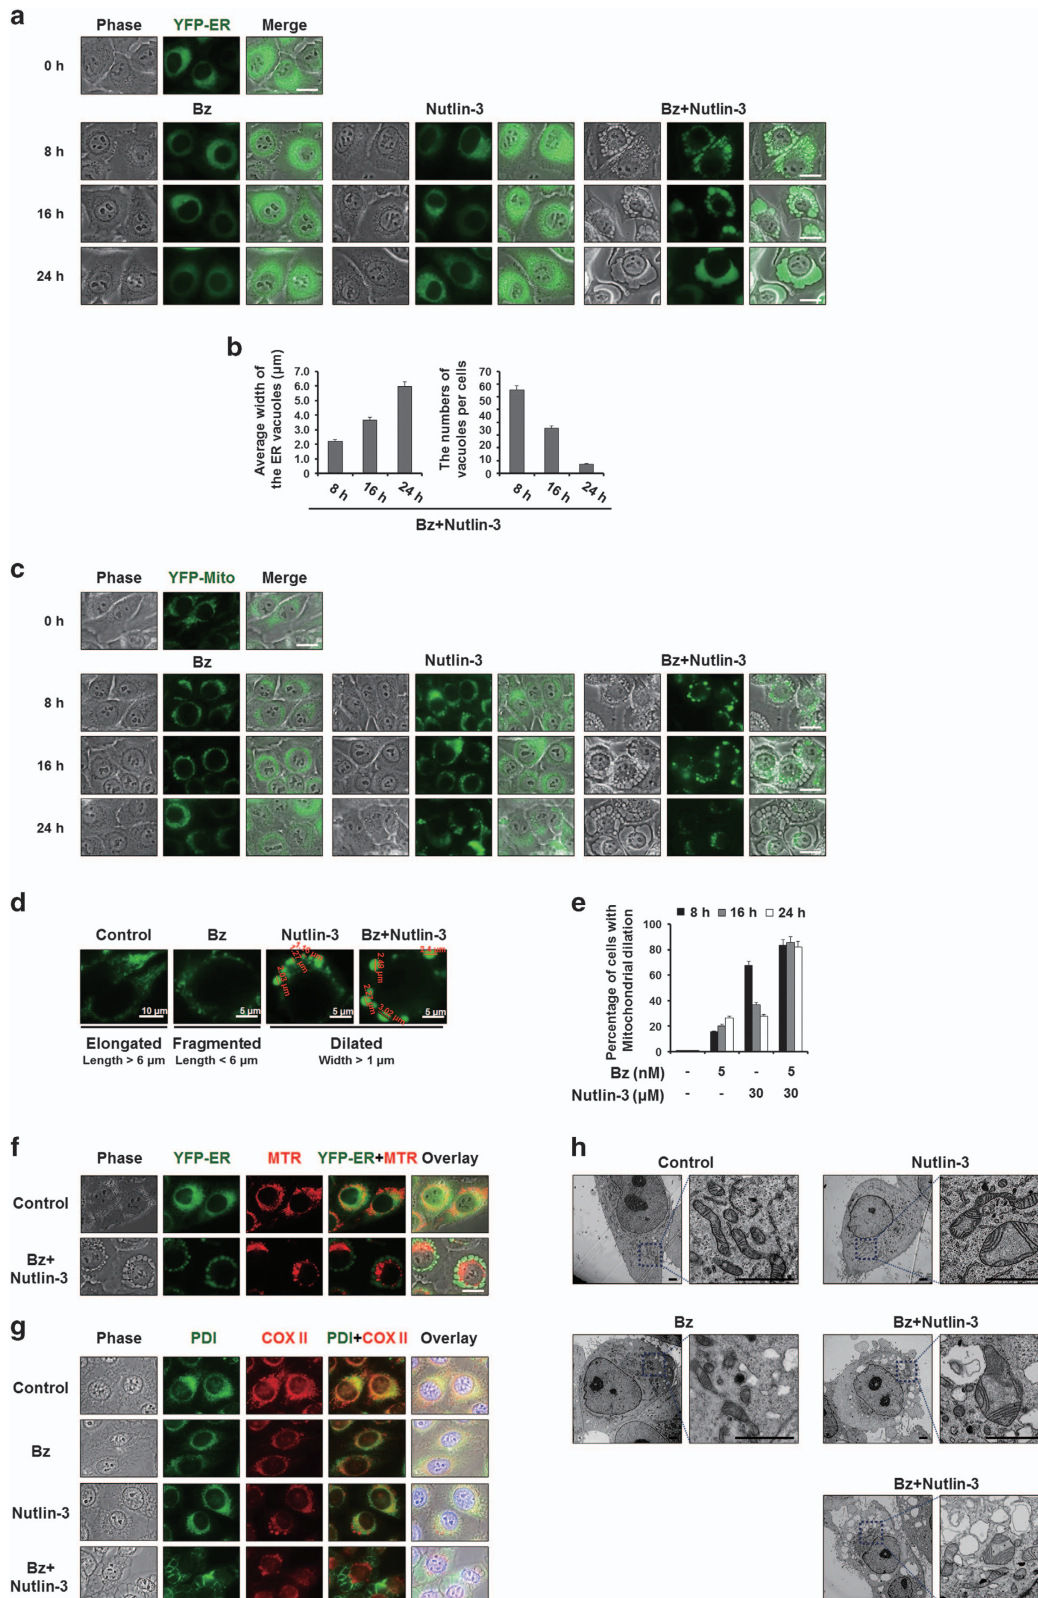 a
Phase YFP-ER Merge
0 h
Bz Nutlin-3 Bz+Nutlin-3
8 h
16 h
24 h
b
Average width of
the ER vacuoles (µm)
7.0
6.0
5.0
4.0
3.0
2.0
1.0
0
8 h 16 h 24 h
The numbers of
vacuoles per cells
70
60
50
40
30
20
10
0
8 h 16 h 24 h
Bz+Nutlin-3
c
Phase YFP-Mito Merge
0 h
Bz Nutlin-3 Bz+Nutlin-3
8 h
16 h
24 h
d
Control Bz Nutlin-3 Bz+Nutlin-3
10 µm 5 µm 5 µm 5 µm
Elongated Fragmented Dilated
Length > 6 µm Length < 6 µm Width > 1 µm
e
Percentage of cells with
Mitochondrial dilation
8 h 16 h 24 h
100
80
60
40
20
0
Bz (nM) - 5 - 5
Nutlin-3 (µM) - - 30 30
f
Phase YFP-ER MTR YFP-ER+MTR Overlay
Control
Bz+
Nutlin-3
g
Phase PDI COX II PDI+COX II Overlay
Control
Bz
Nutlin-3
Bz+
Nutlin-3
h
Control Nutlin-3
Bz Bz+Nutlin-3
Bz+Nutlin-3